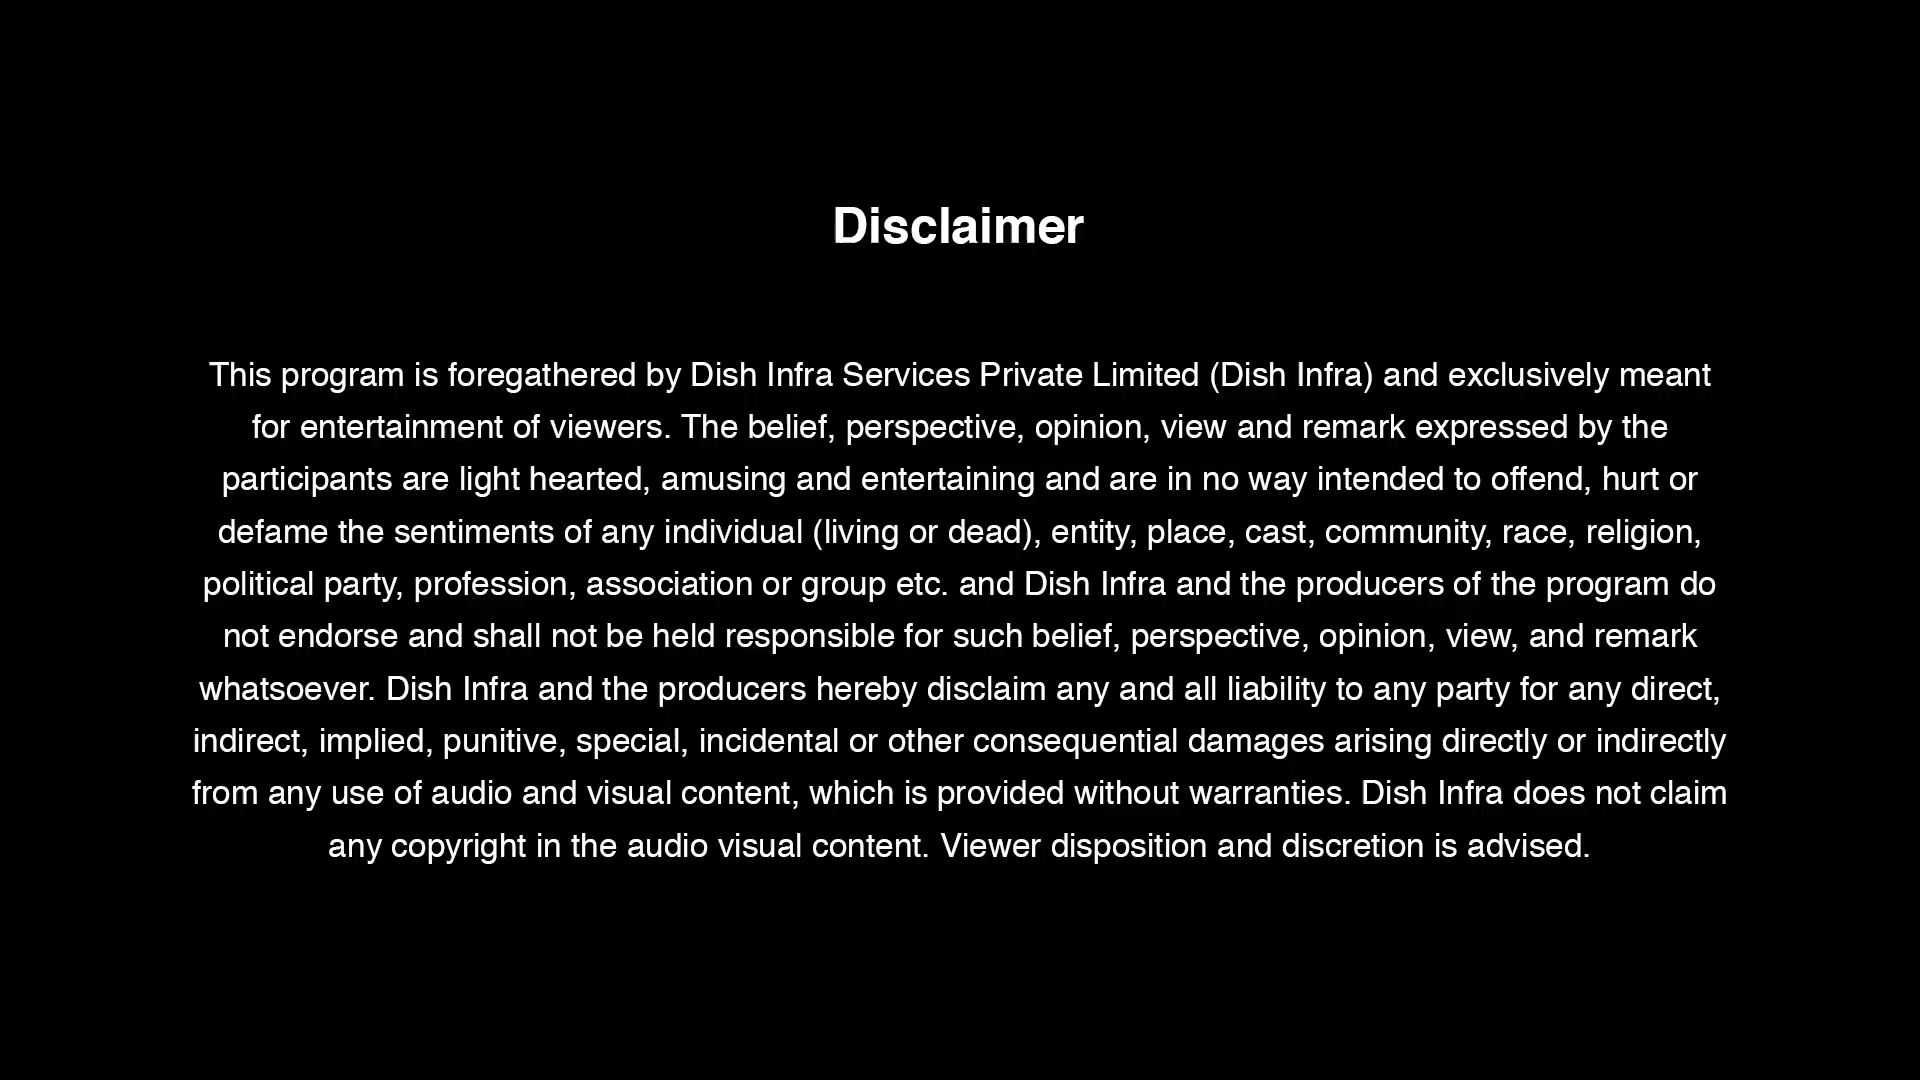 Disclaimer
This program is foregathered by Dish Infra Services Private Limited (Dish Infra) and exclusively meant
for entertainment of viewers. The belief, perspective, opinion, view and remark expressed by the
participants are light hearted, amusing and entertaining and are in no way intended to offend, hurt or
defame the sentiments of any individual (living or dead), entity, place, cast, community, race, religion,
political party, profession, association or group etc. and Dish Infra and the producers of the program do
not endorse and shall not be held responsible for such belief, perspective, opinion, view, and remark
whatsoever. Dish Infra and the producers hereby disclaim any and all liability to any party for any direct,
indirect, implied, punitive, special, incidental or other consequential damages arising directly or indirectly
from any use of audio and visual content, which is provided without warranties. Dish Infra does not claim
any copyright in the audio visual content. Viewer disposition and discretion is advised.